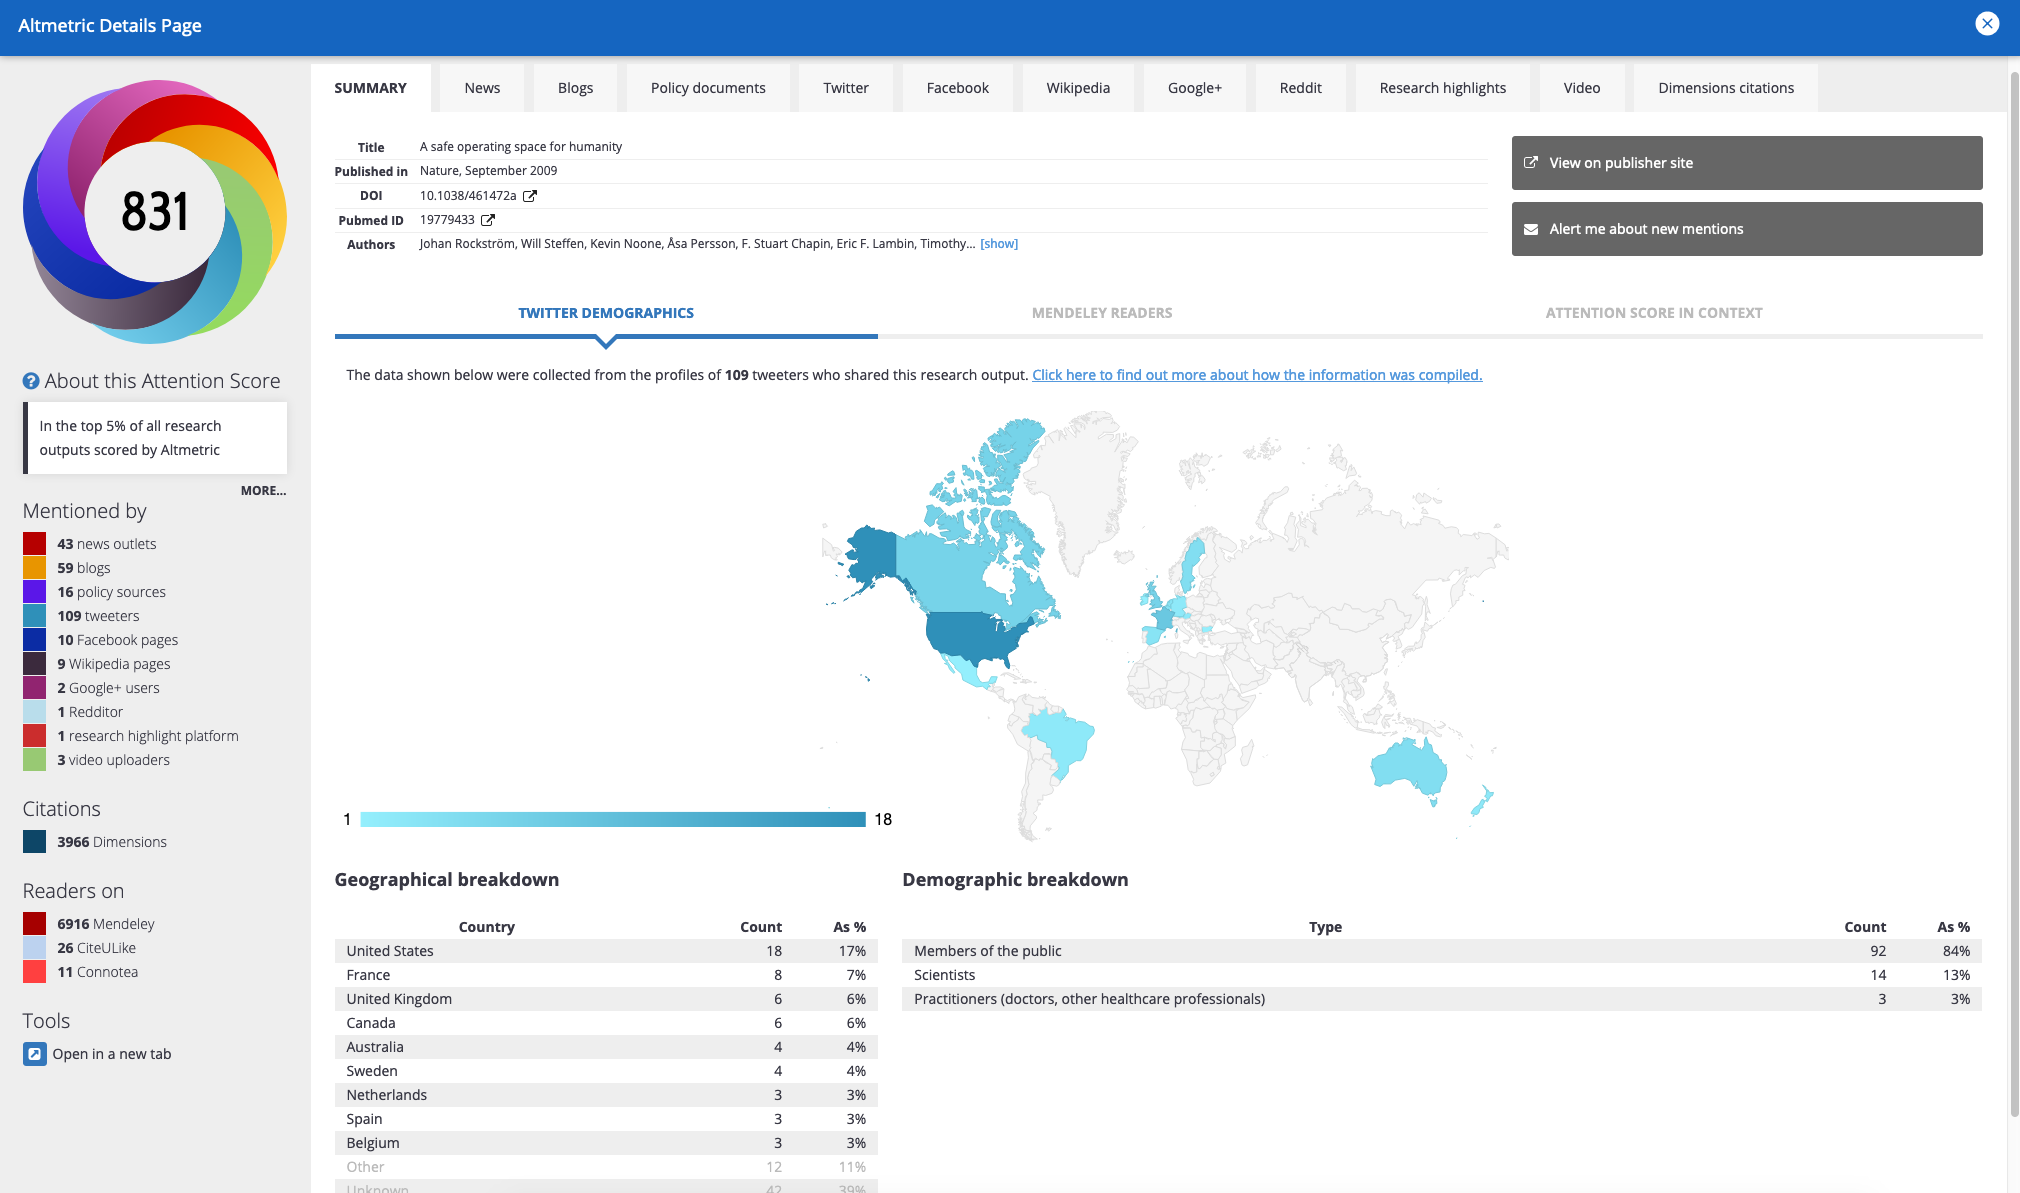 Altmetric Details Page
831
About this Attention Score
In the top 5% of all research
outputs scored by Altmetric
MORE...
Mentioned by
43 news outlets
59 blogs
16 policy sources
109 tweeters
10 Facebook pages
9 Wikipedia pages
2 Google+ users
1 Redditor
1 research highlight platform
3 video uploaders
Citations
3966 Dimensions
Readers on
6916 Mendeley
26 CiteULike
11 Connotea
Tools
Open in a new tab
SUMMARY News Blogs Policy documents Twitter Facebook Wikipedia Google+ Reddit Research highlights Video Dimensions citations
Title A safe operating space for humanity
Published in Nature, September 2009
DOI 10.1038/461472a
Pubmed ID 19779433
Authors Johan Rockström, Will Steffen, Kevin Noone, Åsa Persson, F. Stuart Chapin, Eric F. Lambin, Timothy... [show]
View on publisher site
Alert me about new mentions
TWITTER DEMOGRAPHICS MENDELEY READERS ATTENTION SCORE IN CONTEXT
The data shown below were collected from the profiles of 109 tweeters who shared this research output. Click here to find out more about how the information was compiled.
1 18
Geographical breakdown
Country Count As %
United States 18 17%
France 8 7%
United Kingdom 6 6%
Canada 6 6%
Australia 4 4%
Sweden 4 4%
Netherlands 3 3%
Spain 3 3%
Belgium 3 3%
Other 12 11%
Unknown 42 39%
Demographic breakdown
Type Count As %
Members of the public 92 84%
Scientists 14 13%
Practitioners (doctors, other healthcare professionals) 3 3%